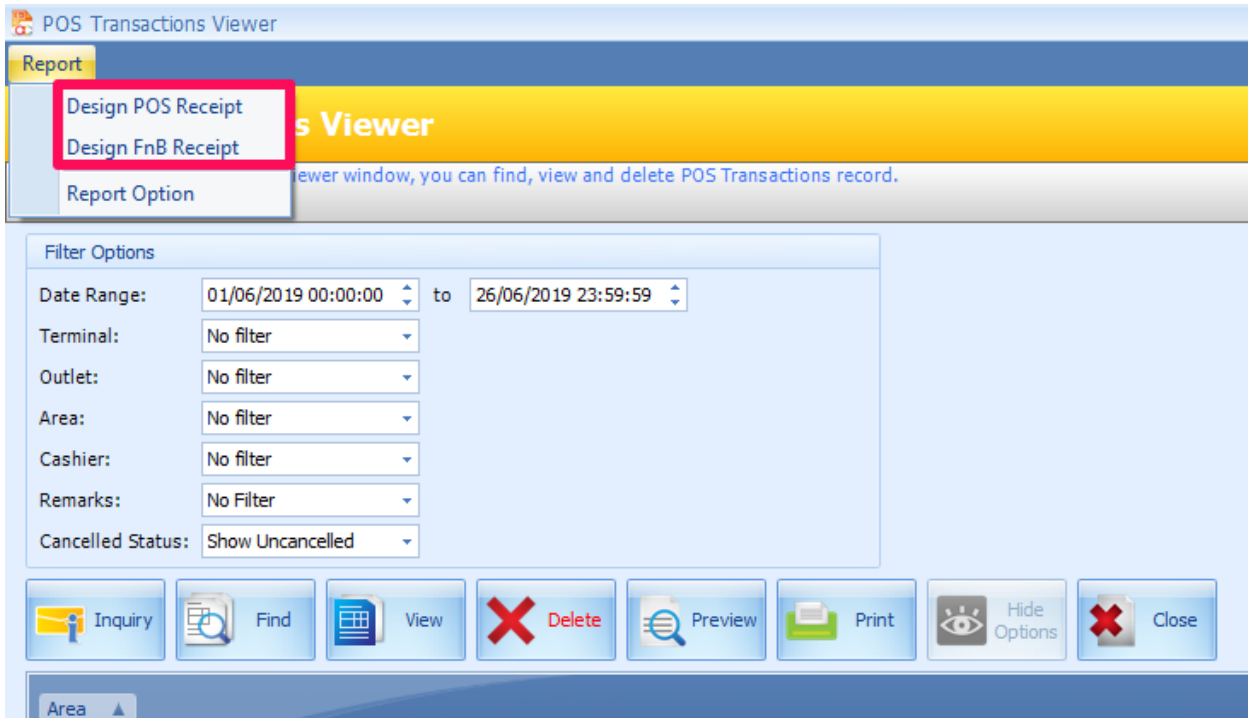 POS Transactions Viewer
Report
Design POS Receipt
Design FnB Receipt
Report Option
s Viewer
iewer window, you can find, view and delete POS Transactions record.
Filter Options
Date Range: 01/06/2019 00:00:00 to 26/06/2019 23:59:59
Terminal: No filter
Outlet: No filter
Area: No filter
Cashier: No filter
Remarks: No Filter
Cancelled Status: Show Uncancelled
Inquiry Find View Delete Preview Print Hide Options Close
Area